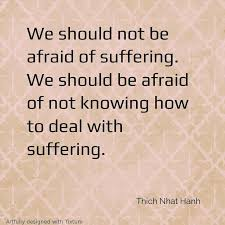 We should not be
afraid of suffering.
We should be afraid
of not knowing how
to deal with
suffering.
Thich Nhat Hanh
Artfully designed with Yixturu